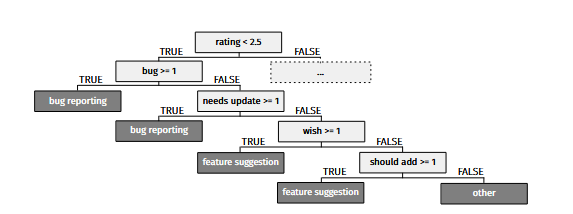 rating < 2.5
TRUE FALSE
bug >= 1 ...
TRUE FALSE
bug reporting needs update >= 1
TRUE FALSE
bug reporting wish >= 1
TRUE FALSE
feature suggestion should add >= 1
TRUE FALSE
feature suggestion other